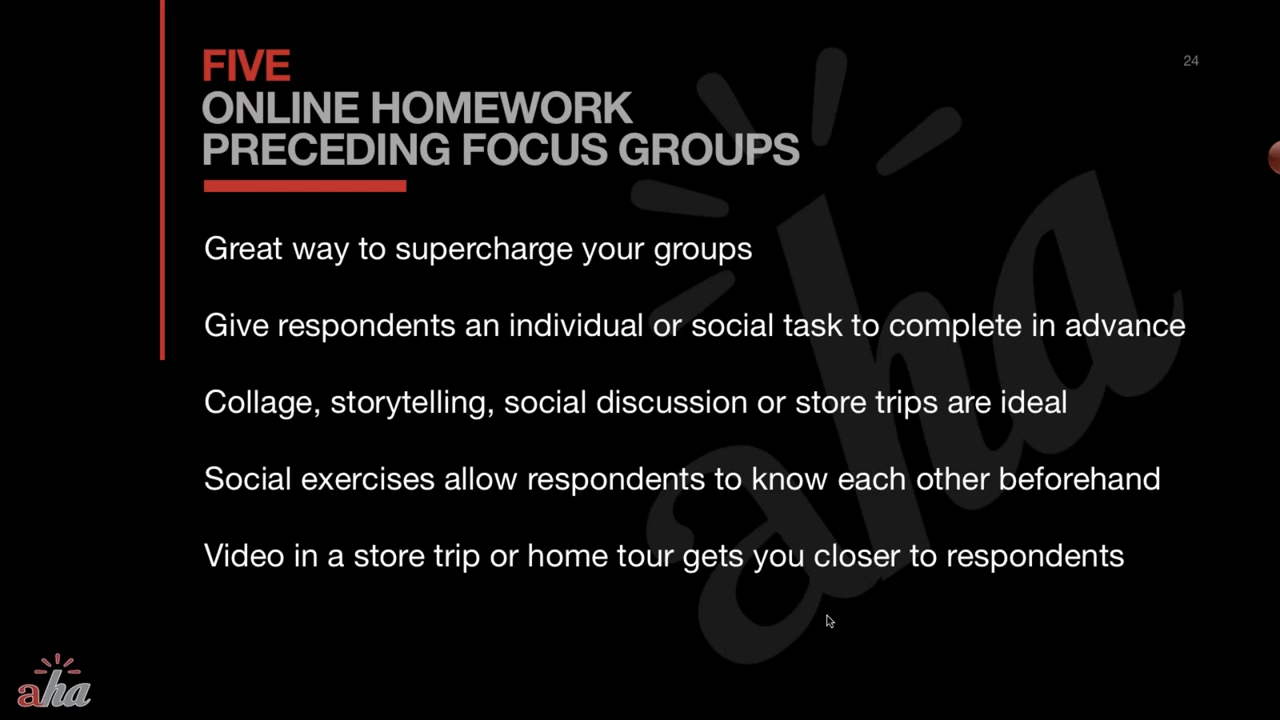 FIVE
24
ONLINE HOMEWORK
PRECEDING FOCUS GROUPS
Great way to supercharge your groups
Give respondents an individual or social task to complete in advance
Collage, storytelling, social discussion or store trips are ideal
Social exercises allow respondents to know each other beforehand
Video in a store trip or home tour gets you closer to respondents
aha
aha